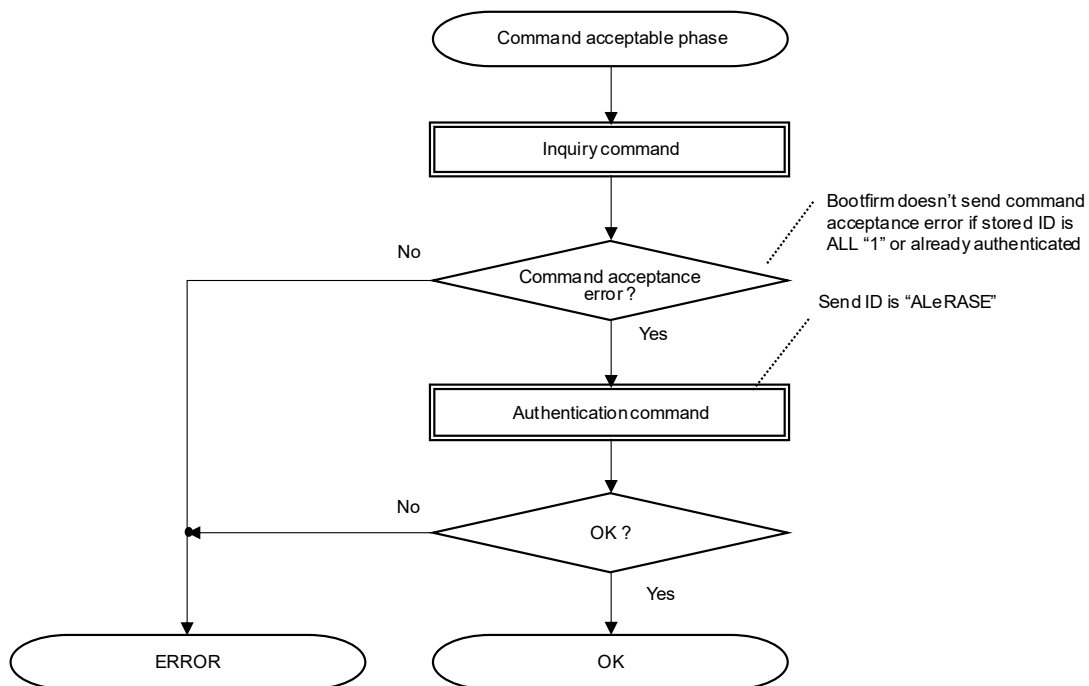 Command acceptable phase
Inquiry command
Bootfirm doesn't send command
acceptance error if stored ID is
ALL “1” or already authenticated
No
Command acceptance
error ?
Send ID is “ALeRASE”
Yes
Authentication command
No
OK ?
Yes
ERROR
OK